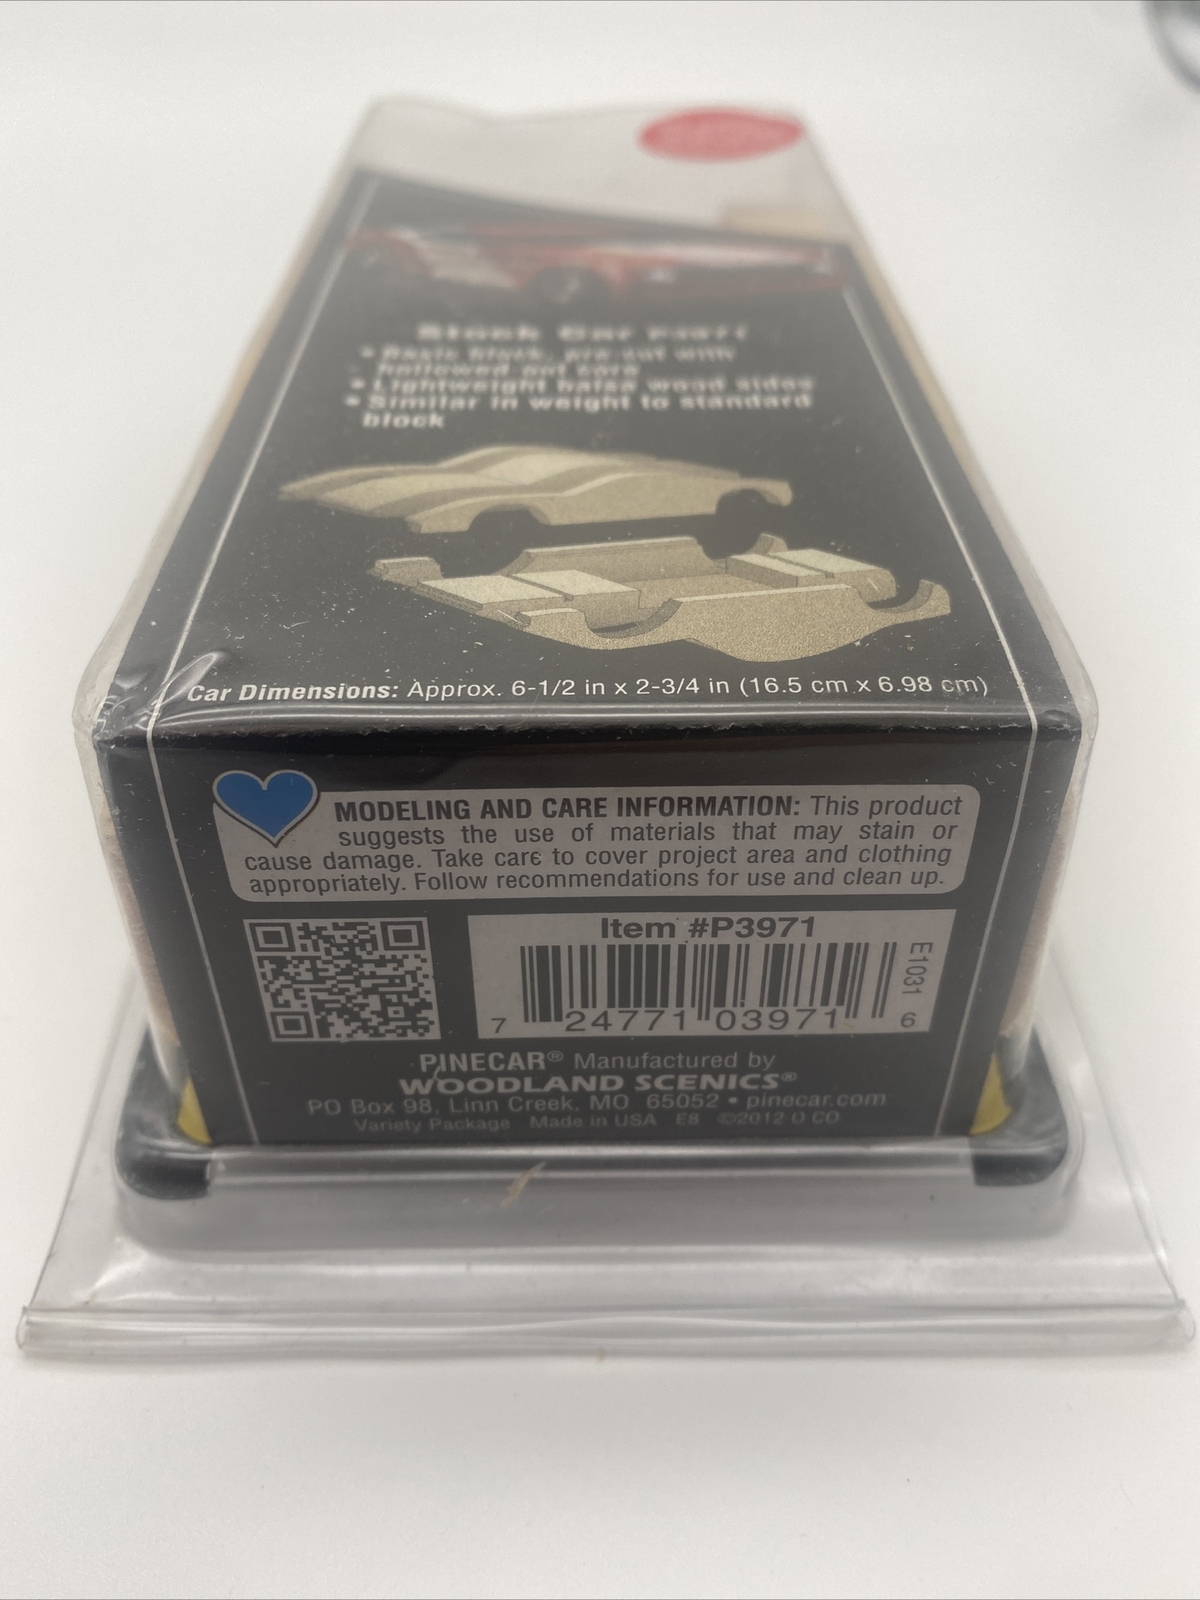 Stock Car P3971
• Basic block, pre-cut with
hollowed out core
• Lightweight balsa wood sides
• Similar in weight to standard
block
Car Dimensions: Approx. 6-1/2 in x 2-3/4 in (16.5 cm x 6.98 cm)
MODELING AND CARE INFORMATION: This product
suggests the use of materials that may stain or
cause damage. Take care to cover project area and clothing
appropriately. Follow recommendations for use and clean up.
Item #P3971
E1031
7 24771 03971 6
PINECAR® Manufactured by
WOODLAND SCENICS®
PO Box 98, Linn Creek, MO 65052 • pinecar.com
Variety Package Made in USA E8 ©2012 O CO